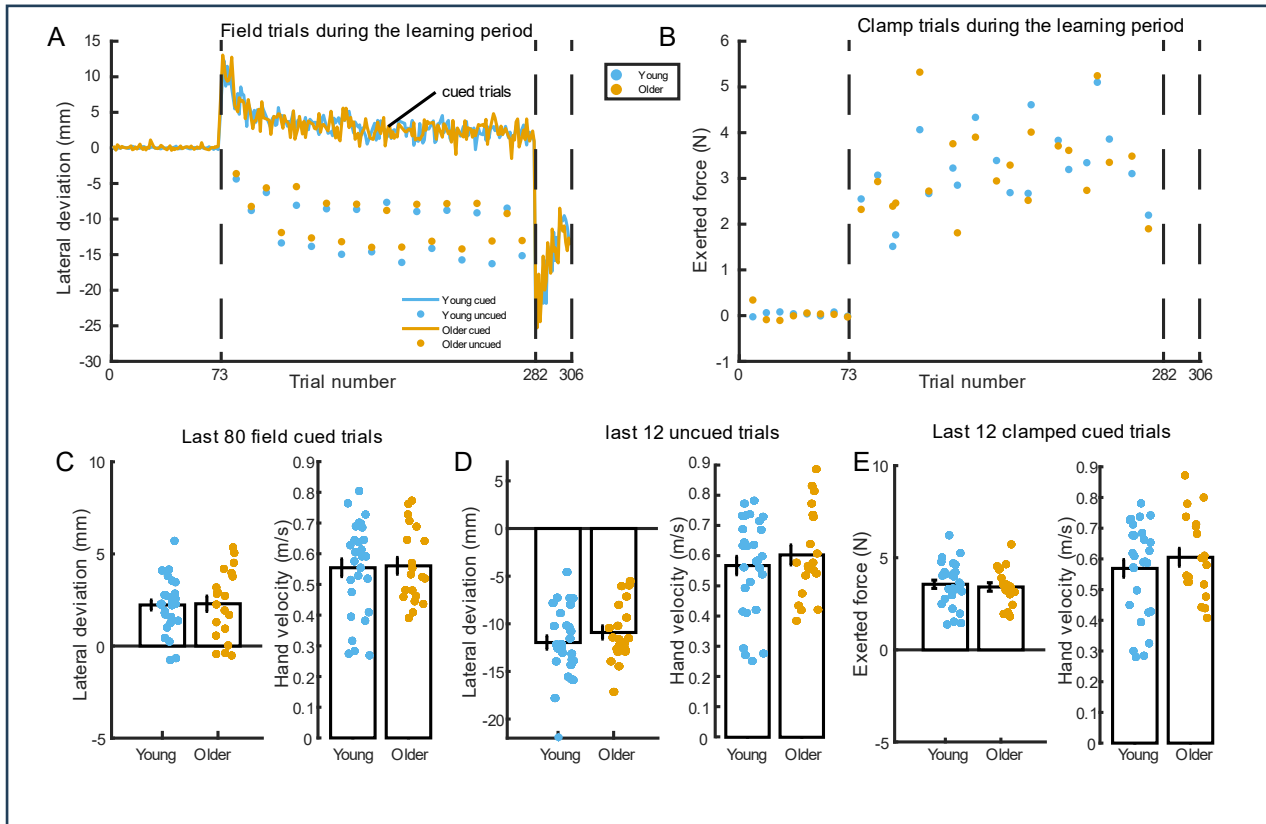 A
Field trials during the learning period
15
10
5
0
-5
-10
-15
-20
-25
-30
Lateral deviation (mm)
cued trials
Young cued
Young uncued
Older cued
Older uncued
0
73
282
306
Trial number
B
Clamp trials during the learning period
Young
Older
6
5
4
3
2
1
0
-1
Exerted force (N)
0
73
282
306
Trial number
C
Last 80 field cued trials
10
5
0
-5
Lateral deviation (mm)
Young
Older
0.9
0.8
0.7
0.6
0.5
0.4
0.3
0.2
0.1
0
Hand velocity (m/s)
Young
Older
D
last 12 uncued trials
5
0
-5
-10
-15
-20
Lateral deviation (mm)
Young
Older
0.9
0.8
0.7
0.6
0.5
0.4
0.3
0.2
0.1
0
Hand velocity (m/s)
Young
Older
E
Last 12 clamped cued trials
10
5
0
-5
Exerted force (N)
Young
Older
0.9
0.8
0.7
0.6
0.5
0.4
0.3
0.2
0.1
0
Hand velocity (m/s)
Young
Older